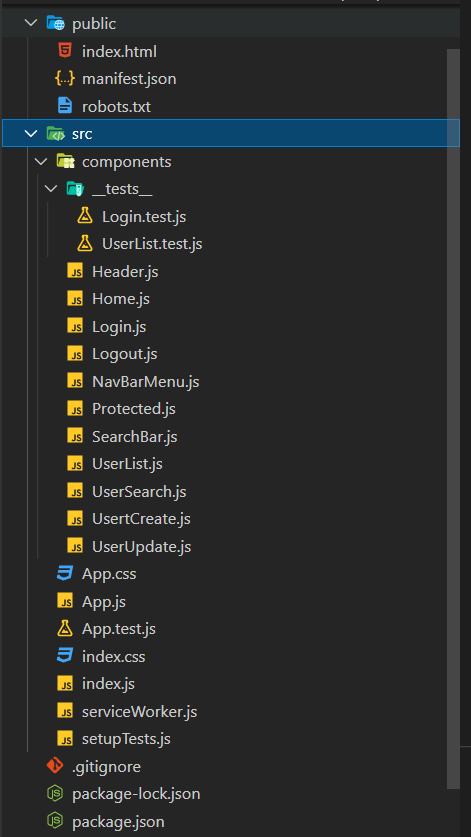 public
index.html
manifest.json
robots.txt
src
components
__tests__
Login.test.js
UserList.test.js
Header.js
Home.js
Login.js
Logout.js
NavBarMenu.js
Protected.js
SearchBar.js
UserList.js
UserSearch.js
UsertCreate.js
UserUpdate.js
App.css
App.js
App.test.js
index.css
index.js
serviceWorker.js
setupTests.js
.gitignore
package-lock.json
package.json